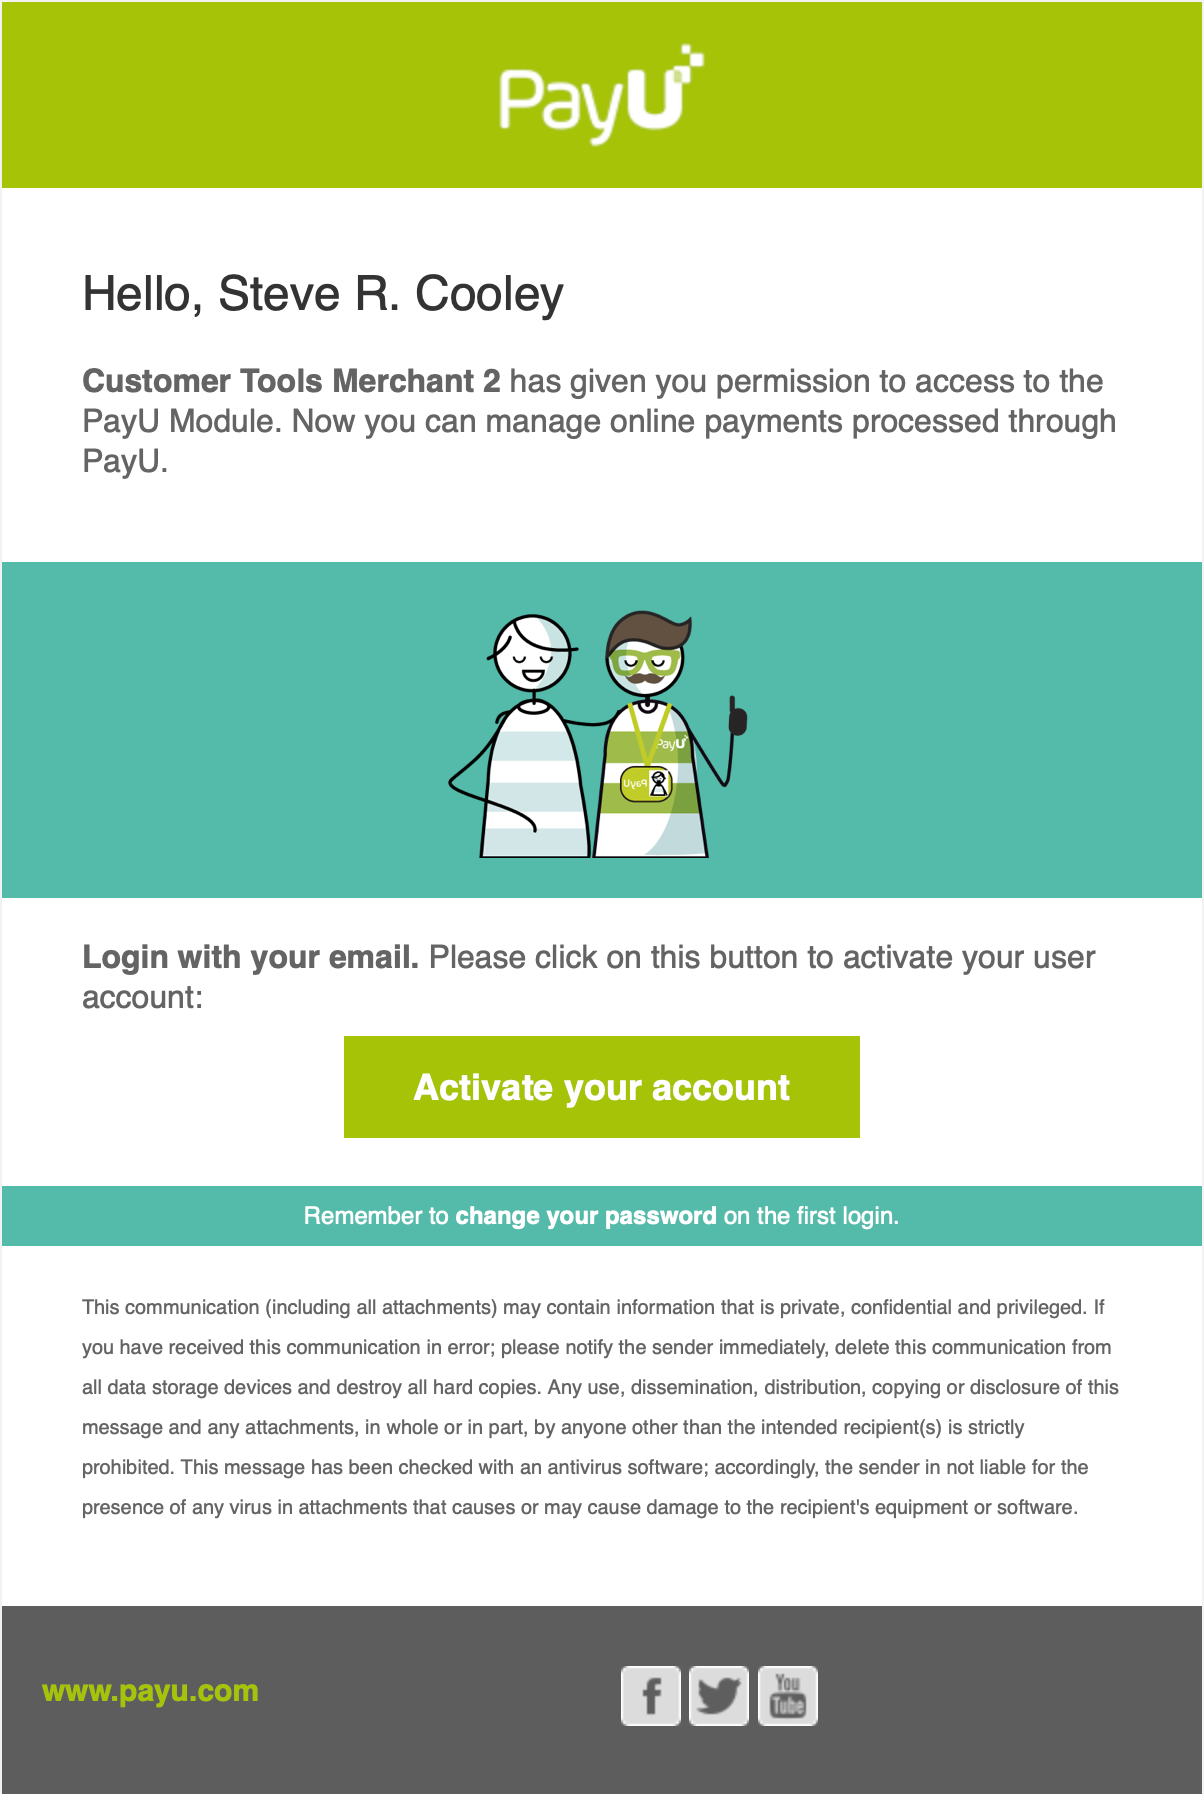 PayU
Hello, Steve R. Cooley
Customer Tools Merchant 2 has given you permission to access to the
PayU Module. Now you can manage online payments processed through
PayU.
PayU
PayU
Login with your email. Please click on this button to activate your user
account:
Activate your account
Remember to change your password on the first login.
This communication (including all attachments) may contain information that is private, confidential and privileged. If
you have received this communication in error; please notify the sender immediately, delete this communication from
all data storage devices and destroy all hard copies. Any use, dissemination, distribution, copying or disclosure of this
message and any attachments, in whole or in part, by anyone other than the intended recipient(s) is strictly
prohibited. This message has been checked with an antivirus software; accordingly, the sender in not liable for the
presence of any virus in attachments that causes or may cause damage to the recipient's equipment or software.
www.payu.com
f
You
Tube